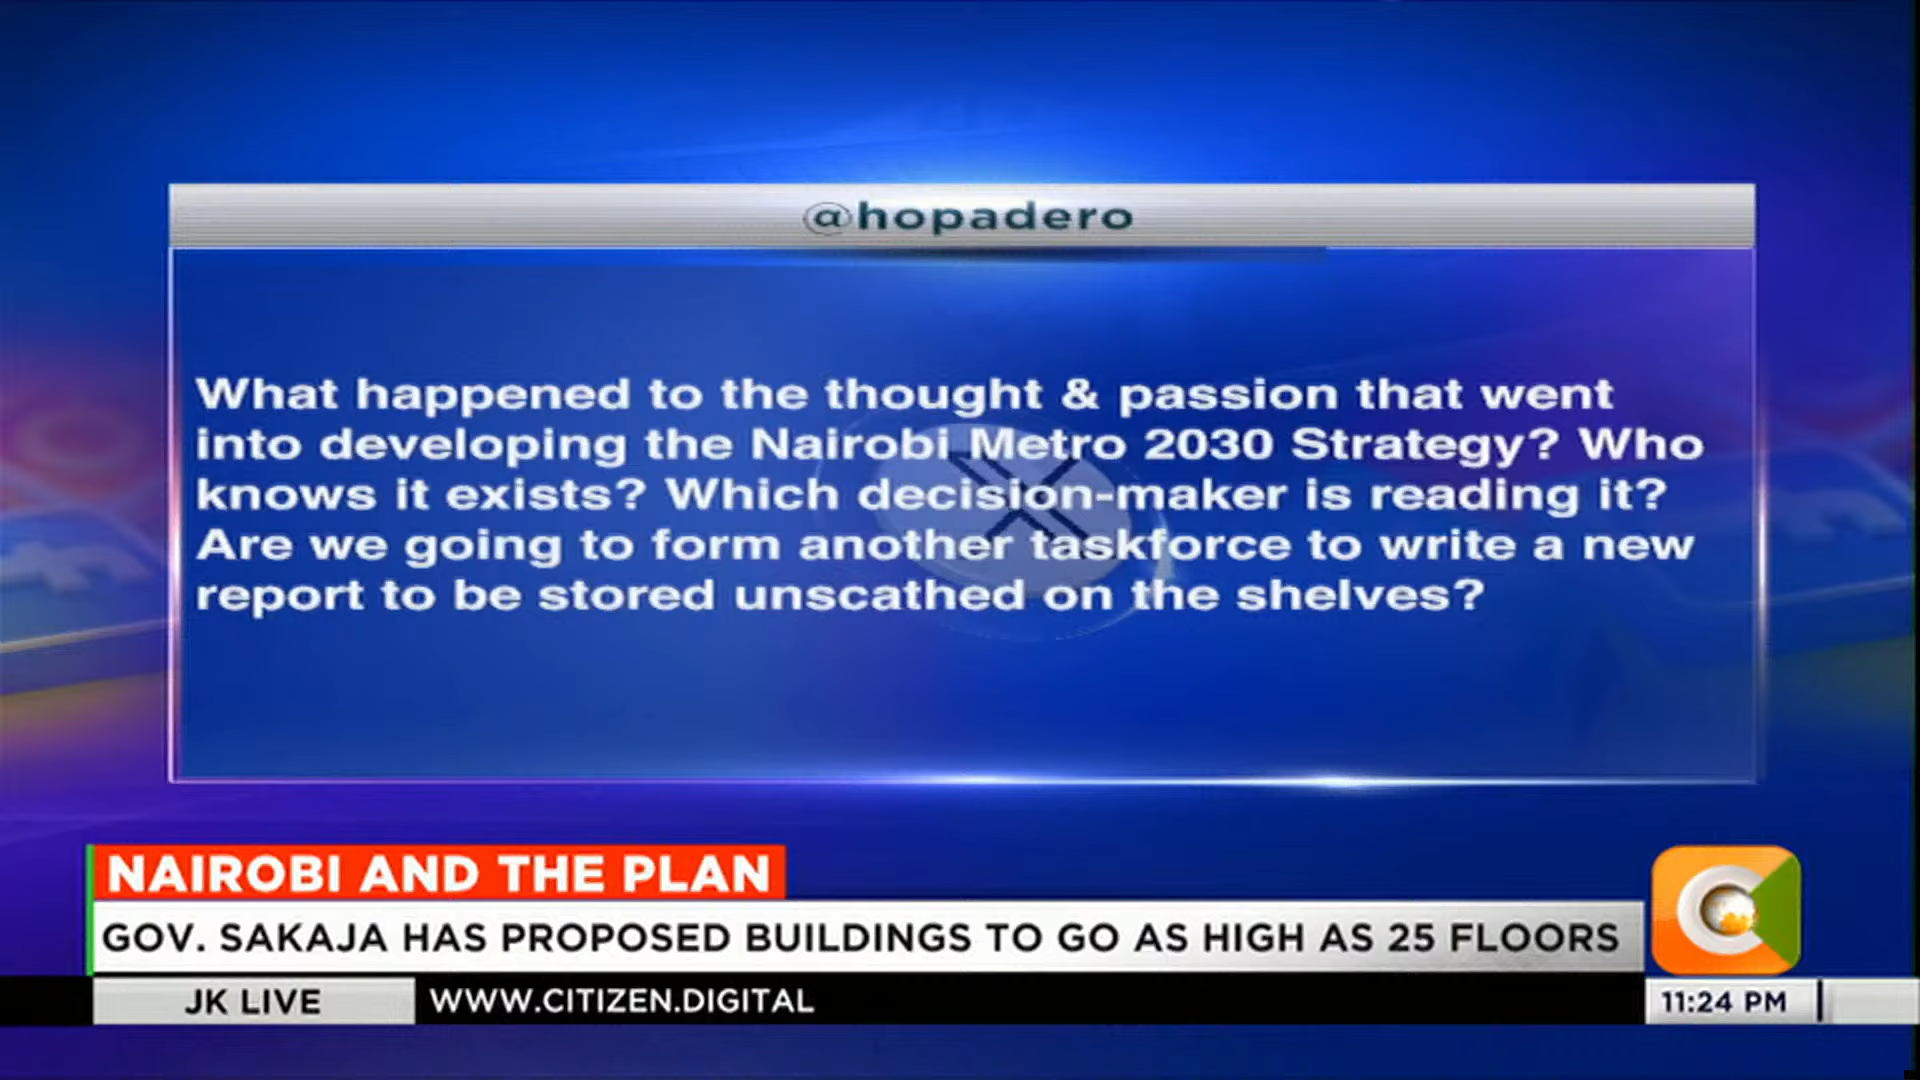 @hopadero
What happened to the thought & passion that went
into developing the Nairobi Metro 2030 Strategy? Who
knows it exists? Which decision-maker is reading it?
Are we going to form another taskforce to write a new
report to be stored unscathed on the shelves?
NAIROBI AND THE PLAN
GOV. SAKAJA HAS PROPOSED BUILDINGS TO GO AS HIGH AS 25 FLOORS
JK LIVE
WWW.CITIZEN.DIGITAL
11:24 PM